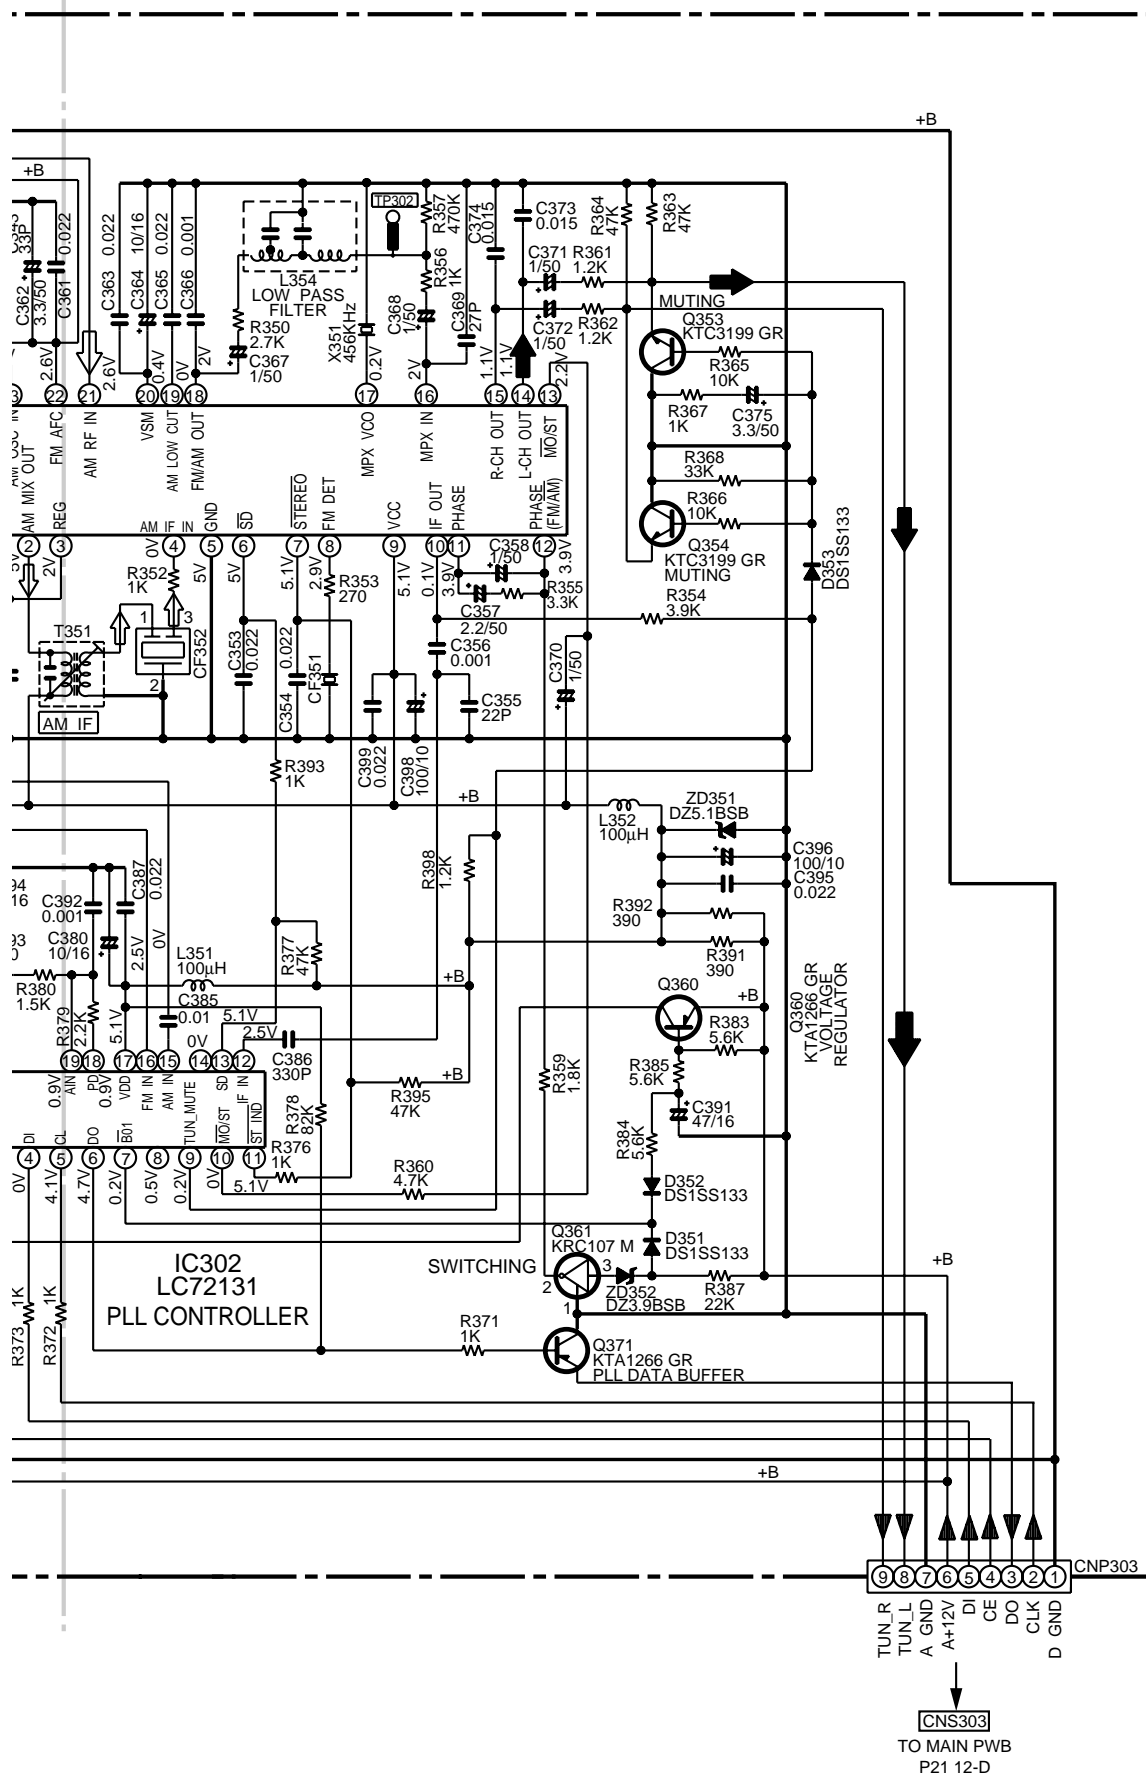 +B
+B
33P
C362
3.3/50
0.022
C361
C363 0.022
C364 10/16
C365 0.022
C366 0.001
L354
LOW PASS
FILTER
R350
2.7K
C367
1/50
X351
456KHz
TP302
R357
470K
R356
1K
C368
1/50
C369
27P
C374
0.015
C373
0.015
C371
1/50
R361
1.2K
C372
1/50
R362
1.2K
R364
47K
R363
47K
MUTING
Q353
KTC3199 GR
R365
10K
R367
1K
C375
3.3/50
R368
33K
R366
10K
Q354
KTC3199 GR
MUTING
D353
DS1SS133
R354
3.9K
2.6V
2.6V
0.4V
0V
2V
0.2V
2V
1.1V
1.1V
2.2V
22
21
20
19
18
17
16
15
14
13
AM MIX OUT
FM AFC
REG
AM RF IN
VSM
AM LOW CUT
FM/AM OUT
AM IF IN
GND
SD
STEREO
FM DET
MPX VCO
VCC
MPX IN
IF OUT
PHASE
R-CH OUT
L-CH OUT
MO/ST
PHASE
(FM/AM)
2
3
4
5
6
7
8
9
10
11
12
5V
2V
0V
5V
5V
5.1V
2.9V
5.1V
0.1V
3.9V
3.9V
R352
1K
R353
270
C358
1/50
R355
3.3K
C357
2.2/50
C356
0.001
T351
AM IF
1
3
2
CF352
C353
0.022
C354 0.022
CF351
C399
0.022
C398
100/10
C355
22P
C370
1/50
R393
1K
+B
L352
100µH
ZD351
DZ5.1BSB
C396
100/10
C395
0.022
R392
390
R391
390
R398
1.2K
94
16
93
0
C392
0.001
C380
10/16
C387
0.022
2.5V
0V
L351
100µH
R377
47K
+B
R380
1.5K
R379
2.2K
5.1V
C385
0.01
0V
5.1V
2.5V
C386
330P
Q360
+B
R383
5.6K
Q360
KTA1266 GR
VOLTAGE
REGULATOR
R385
5.6K
C391
47/16
R384
5.6K
R359
1.8K
19
18
17
16
15
14
13
12
0.9V
AIN
PD
0.9V
VDD
FM IN
AM IN
TUN_MUTE
SD
MO/ST
IF IN
ST IND
DI
CL
DO
B01
4
5
6
7
8
9
10
11
0V
4.1V
4.7V
0.2V
0.5V
0.2V
0V
5.1V
R376
1K
R378
82K
R395
47K
+B
R360
4.7K
D352
DS1SS133
D351
DS1SS133
Q361
KRC107 M
SWITCHING
2
3
1
ZD352
DZ3.9BSB
R387
22K
+B
IC302
LC72131
PLL CONTROLLER
R373 1K
R372 1K
R371
1K
Q371
KTA1266 GR
PLL DATA BUFFER
+B
CNP303
9
8
7
6
5
4
3
2
1
TUN_R
TUN_L
A GND
A+12V
DI
CE
DO
CLK
D GND
CNS303
TO MAIN PWB
P21 12-D